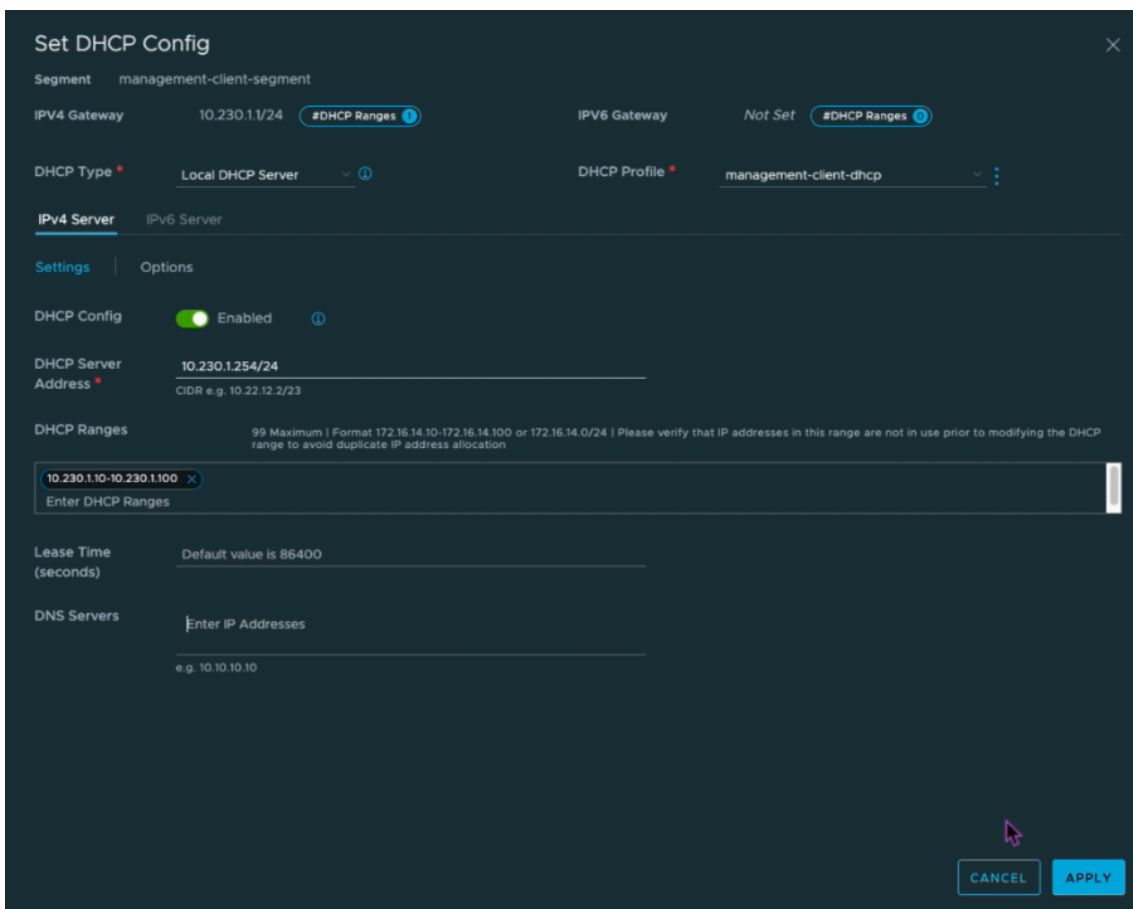 Set DHCP Config
Segment management-client-segment
IPV4 Gateway 10.230.1.1/24 #DHCP Ranges 1 IPV6 Gateway Not Set #DHCP Ranges 0
DHCP Type * Local DHCP Server DHCP Profile * management-client-dhcp
IPv4 Server IPv6 Server
Settings Options
DHCP Config Enabled
DHCP Server
Address * 10.230.1.254/24
CIDR e.g. 10.22.12.2/23
DHCP Ranges 99 Maximum | Format 172.16.14.10-172.16.14.100 or 172.16.14.0/24 | Please verify that IP addresses in this range are not in use prior to modifying the DHCP
range to avoid duplicate IP address allocation
10.230.1.10-10.230.1.100
Enter DHCP Ranges
Lease Time
(seconds) Default value is 86400
DNS Servers Enter IP Addresses
e.g. 10.10.10.10
CANCEL APPLY